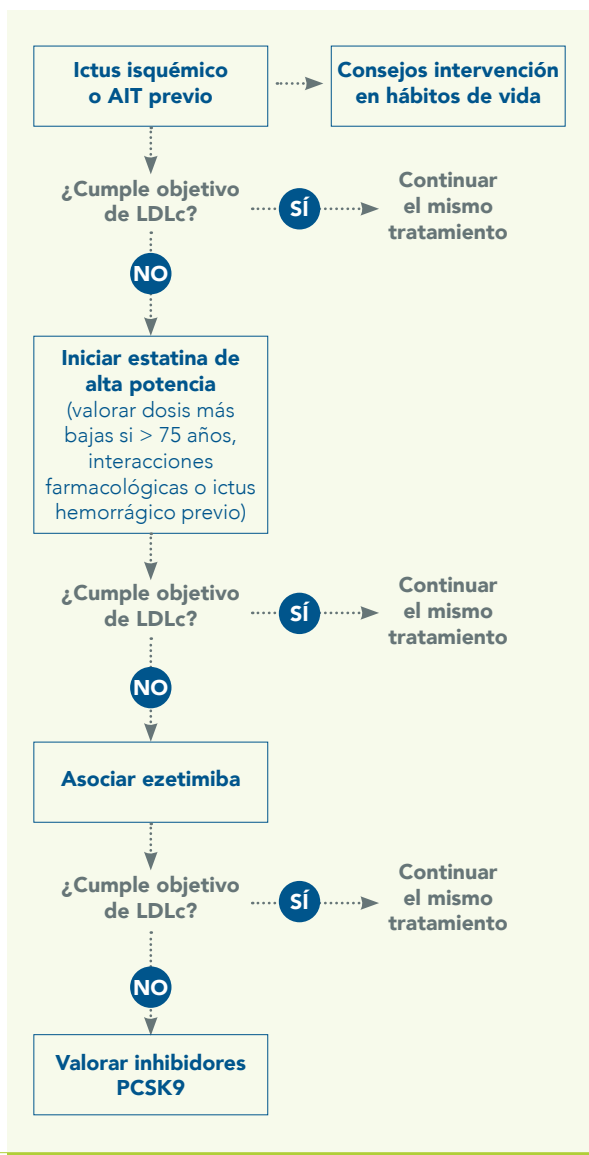 Ictus isquémico
o AIT previo
Consejos intervención
en hábitos de vida
¿Cumple objetivo
de LDLc?
SÍ
Continuar
el mismo
tratamiento
NO
Iniciar estatina de
alta potencia
(valorar dosis más
bajas si > 75 años,
interacciones
farmacológicas o ictus
hemorrágico previo)
¿Cumple objetivo
de LDLc?
SÍ
Continuar
el mismo
tratamiento
NO
Asociar ezetimiba
¿Cumple objetivo
de LDLc?
SÍ
Continuar
el mismo
tratamiento
NO
Valorar inhibidores
PCSK9